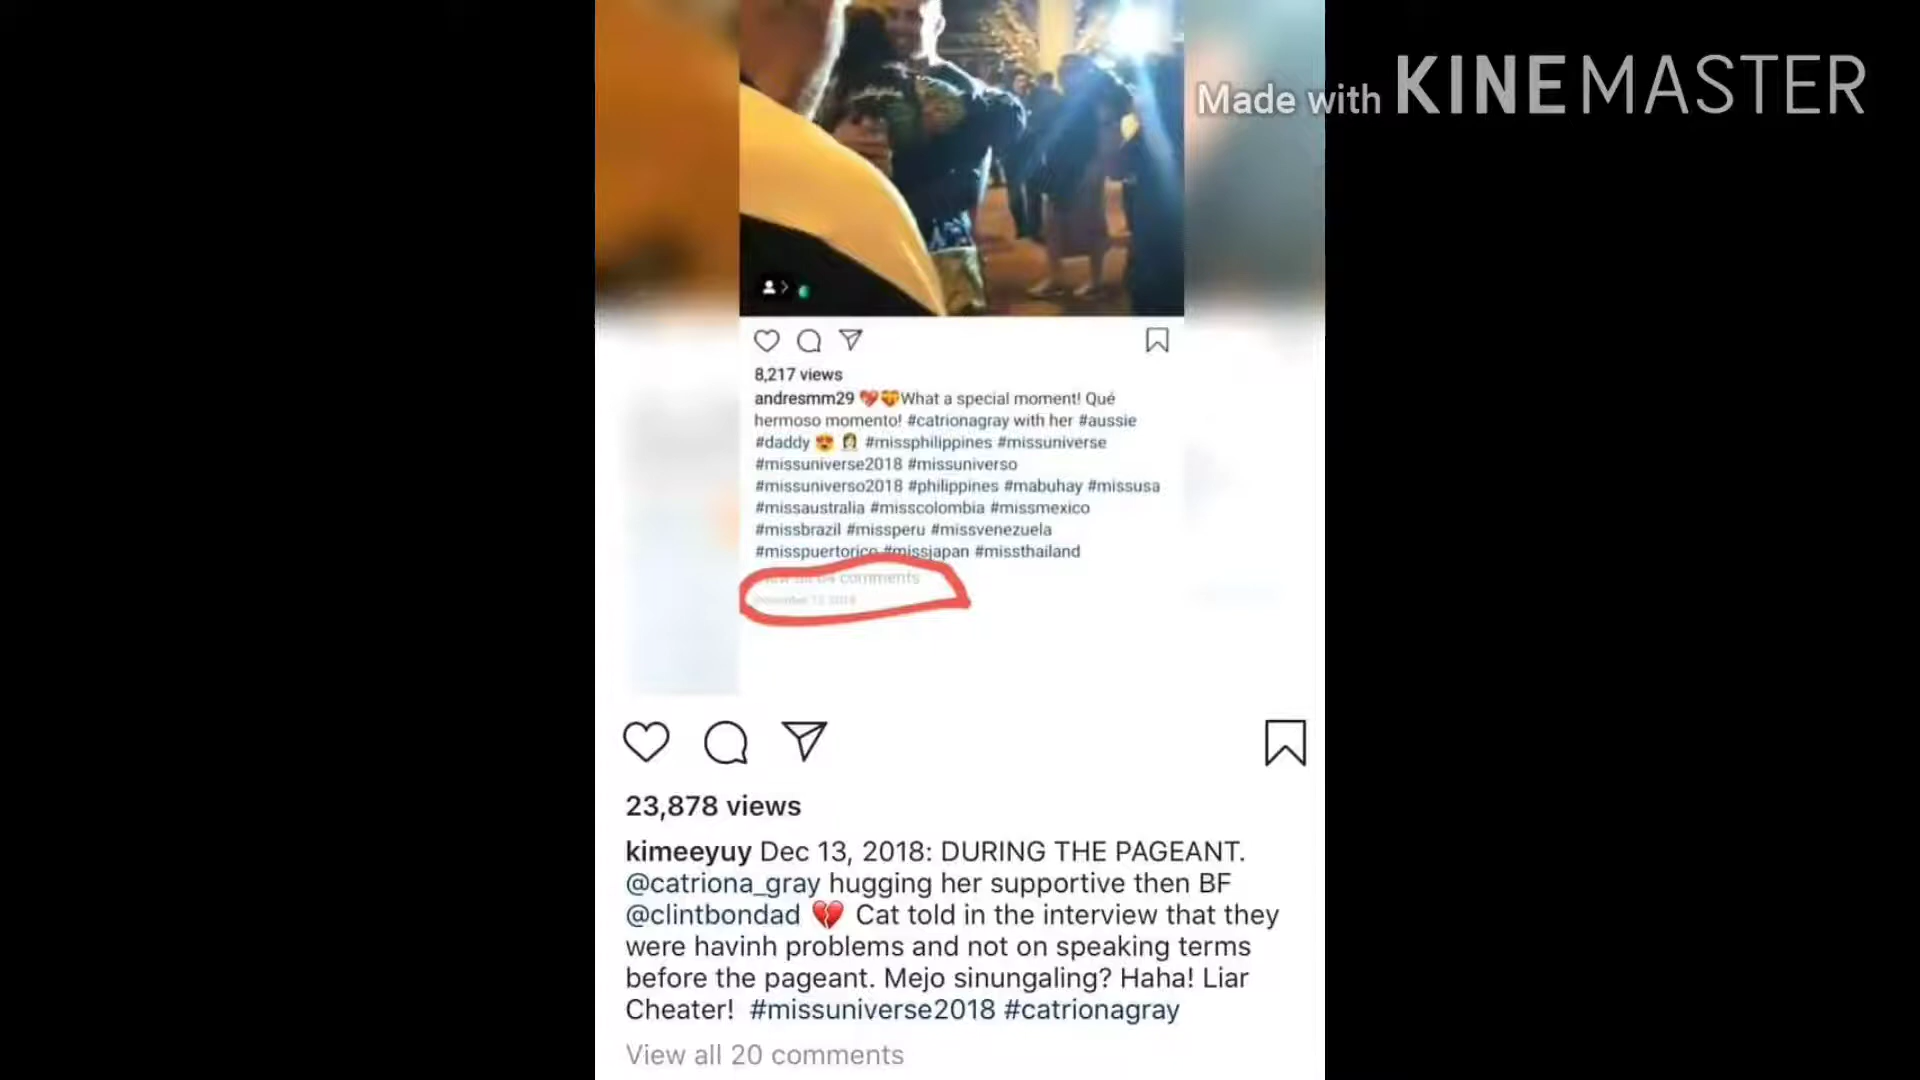 Made with KINEMASTER
8,217 views
andresmm29 💖💝What a special moment! Qué
hermoso momento! #catrionagray with her #aussie
#daddy 😍 👰 #missphilippines #missuniverse
#missuniverse2018 #missuniverso
#missuniverso2018 #philippines #mabuhay #missusa
#missaustralia #misscolombia #missmexico
#missbrazil #missperu #missvenezuela
#misspuertorico #missjapan #missthailand
comments
23,878 views
kimeeyuy Dec 13, 2018: DURING THE PAGEANT.
@catriona_gray hugging her supportive then BF
@clintbondad 💔 Cat told in the interview that they
were havinh problems and not on speaking terms
before the pageant. Mejo sinungaling? Haha! Liar
Cheater! #missuniverse2018 #catrionagray
View all 20 comments